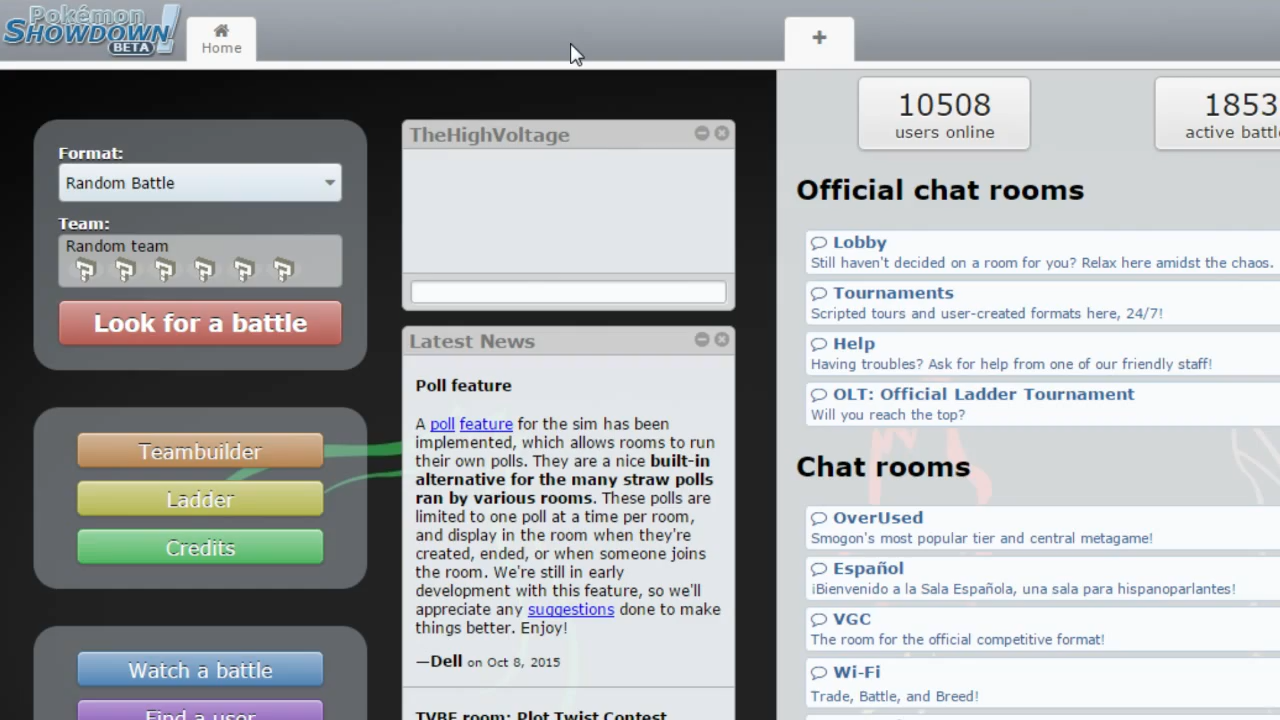 Pokémon
SHOWDOWN!
BETA
Home
+
Format:
Random Battle
Team:
Random team
? ? ? ? ? ?
Look for a battle
Teambuilder
Ladder
Credits
Watch a battle
Find a user
TheHighVoltage
Latest News
Poll feature
A poll feature for the sim has been
implemented, which allows rooms to run
their own polls. They are a nice built-in
alternative for the many straw polls
ran by various rooms. These polls are
limited to one poll at a time per room,
and display in the room when they're
created, ended, or when someone joins
the room. We're still in early
development with this feature, so we'll
appreciate any suggestions done to make
things better. Enjoy!
—Dell on Oct 8, 2015
TVBF room: Plot Twist Contest
10508
users online
1853
active battl
Official chat rooms
Lobby
Still haven't decided on a room for you? Relax here amidst the chaos.
Tournaments
Scripted tours and user-created formats here, 24/7!
Help
Having troubles? Ask for help from one of our friendly staff!
OLT: Official Ladder Tournament
Will you reach the top?
Chat rooms
OverUsed
Smogon's most popular tier and central metagame!
Español
¡Bienvenido a la Sala Española, una sala para hispanoparlantes!
VGC
The room for the official competitive format!
Wi-Fi
Trade, Battle, and Breed!